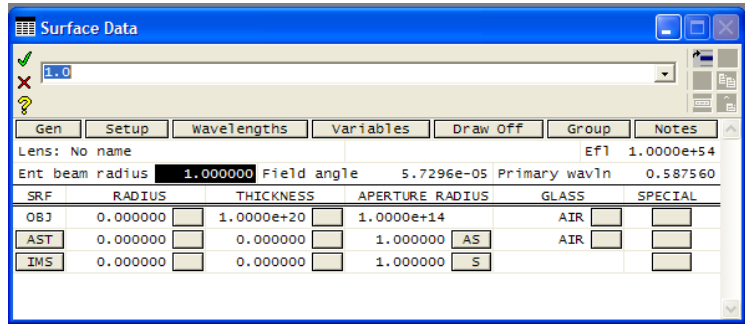 Surface Data
1.0
Gen Setup Wavelengths Variables Draw Off Group Notes
Lens: No name Efl 1.0000e+54
Ent beam radius 1.000000 Field angle 5.7296e-05 Primary wavln 0.587560
SRF RADIUS THICKNESS APERTURE RADIUS GLASS SPECIAL
OBJ 0.000000 1.0000e+20 1.0000e+14 AIR
AST 0.000000 0.000000 1.000000 AS AIR
IMS 0.000000 0.000000 1.000000 S